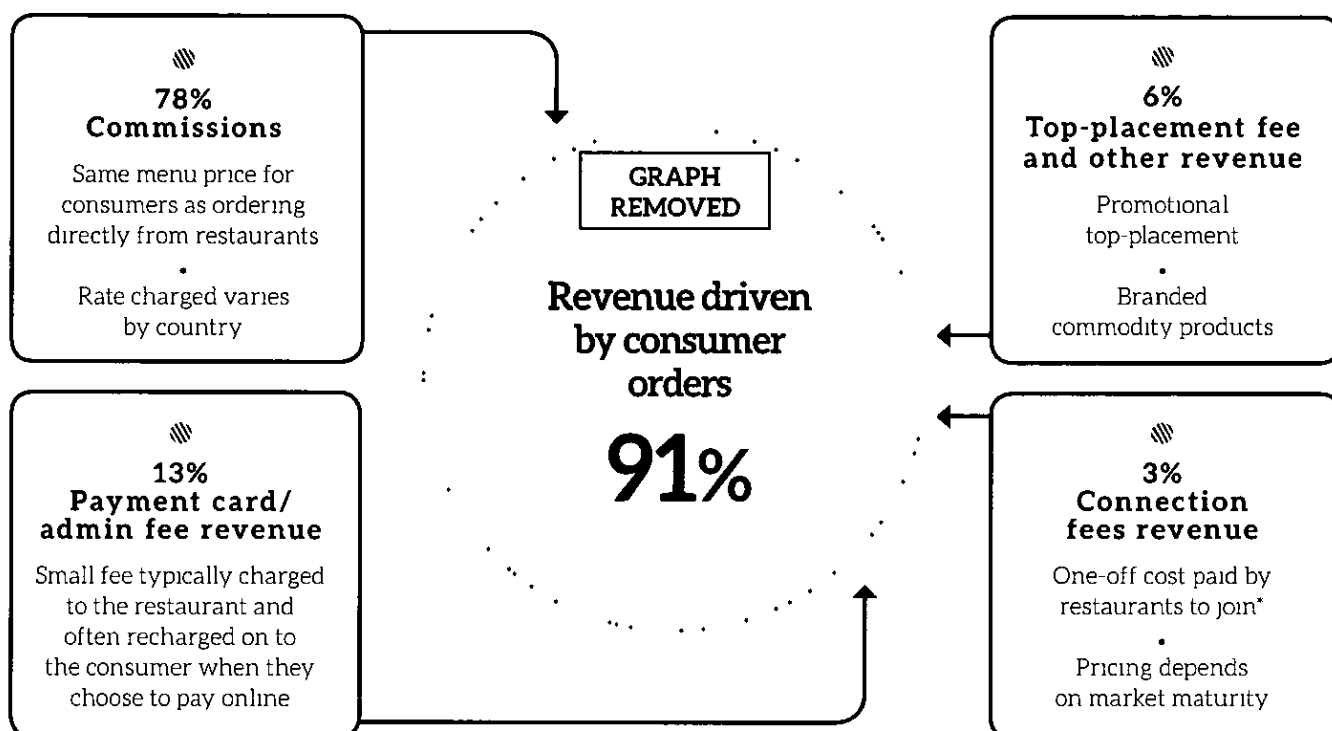 78%
Commissions
Same menu price for
consumers as ordering
directly from restaurants
•
Rate charged varies
by country
13%
Payment card/
admin fee revenue
Small fee typically charged
to the restaurant and
often recharged on to
the consumer when they
choose to pay online
GRAPH
REMOVED
Revenue driven
by consumer
orders
91%
6%
Top-placement fee
and other revenue
Promotional
top-placement
•
Branded
commodity products
3%
Connection
fees revenue
One-off cost paid by
restaurants to join*
•
Pricing depends
on market maturity